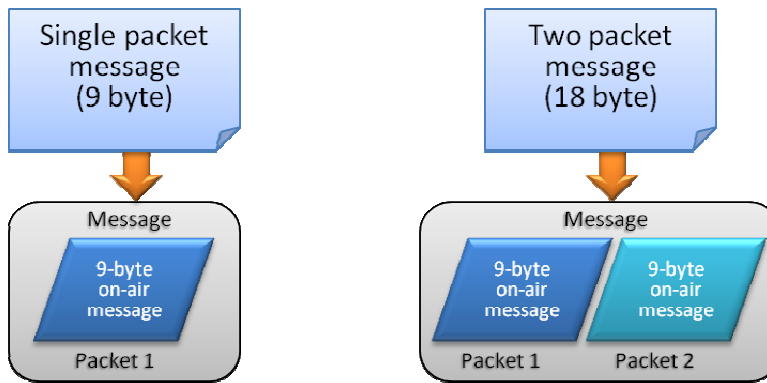 Single packet
message
(9 byte)
Message
9-byte
on-air
message
Packet 1
Two packet
message
(18 byte)
Message
9-byte
on-air
message
9-byte
on-air
message
Packet 1
Packet 2